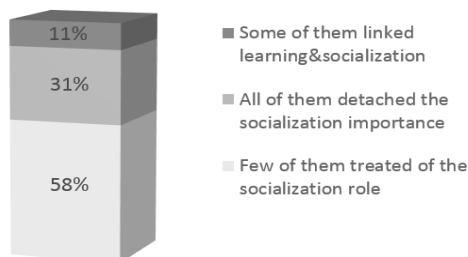 11%
31%
58%
Some of them linked
learning&socialization
All of them detached the
socialization importance
Few of them treated of the
socialization role